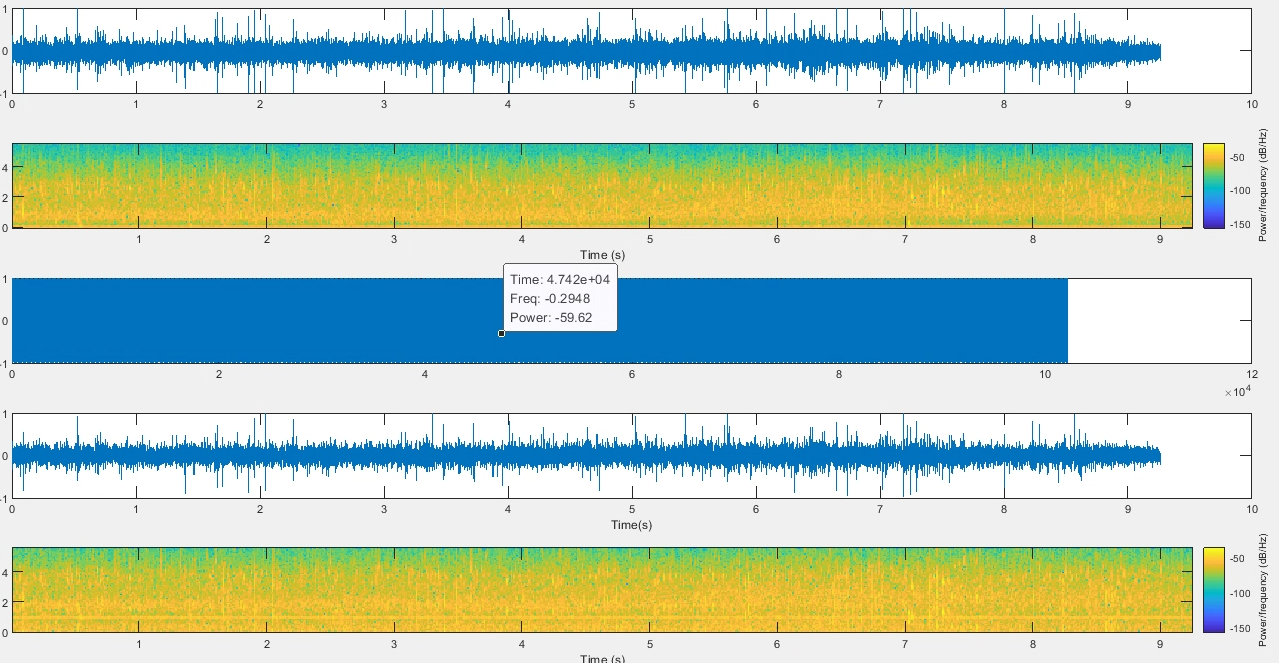 1
0
-1
0 1 2 3 4 5 6 7 8 9 10
4
2
0
1 2 3 4 5 6 7 8 9
Time (s)
-50
-100
-150
Power/frequency (dB/Hz)
1
0
-1
Time: 4.742e+04
Freq: -0.2948
Power: -59.62
0 2 4 6 8 10 12
×10^4
1
0
-1
0 1 2 3 4 5 6 7 8 9 10
Time(s)
4
2
0
1 2 3 4 5 6 7 8 9
Time (s)
-50
-100
-150
Power/frequency (dB/Hz)